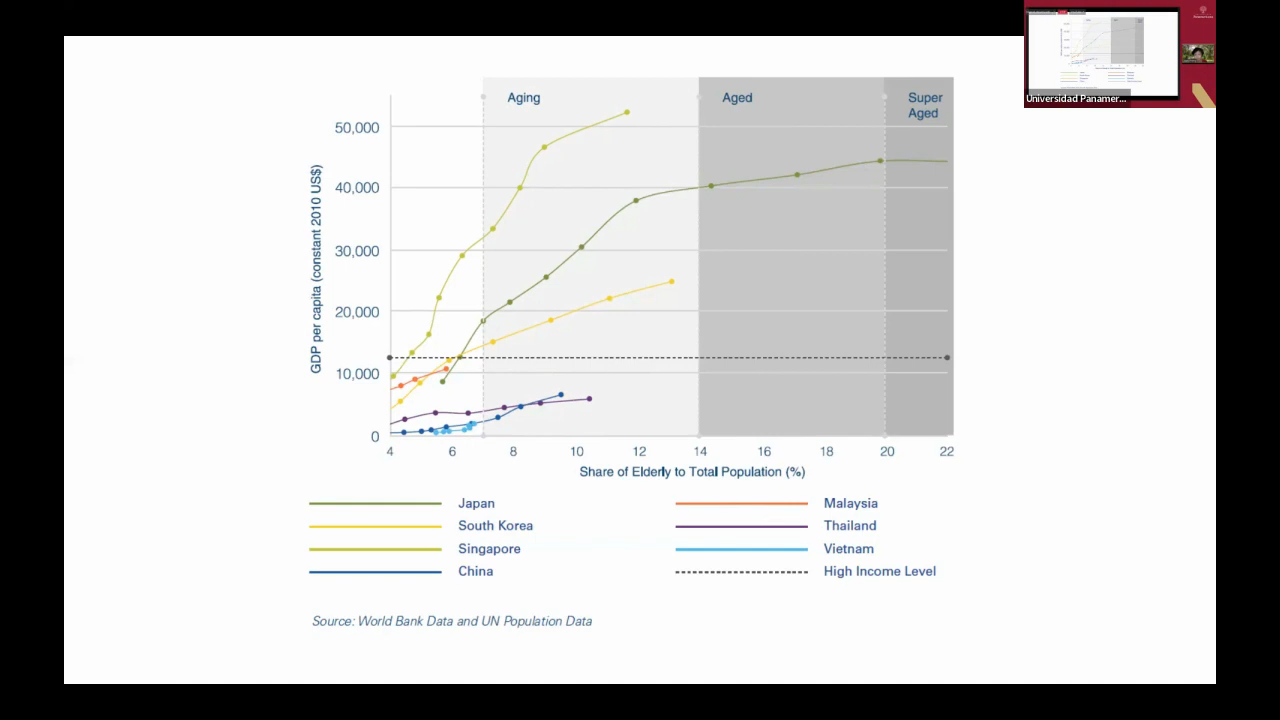 Universidad Panamer...
Aging
Aged
Super
Aged
50,000
40,000
30,000
20,000
10,000
0
GDP per capita (constant 2010 US$)
4 6 8 10 12 14 16 18 20 22
Share of Elderly to Total Population (%)
Japan
South Korea
Singapore
China
Malaysia
Thailand
Vietnam
High Income Level
Source: World Bank Data and UN Population Data